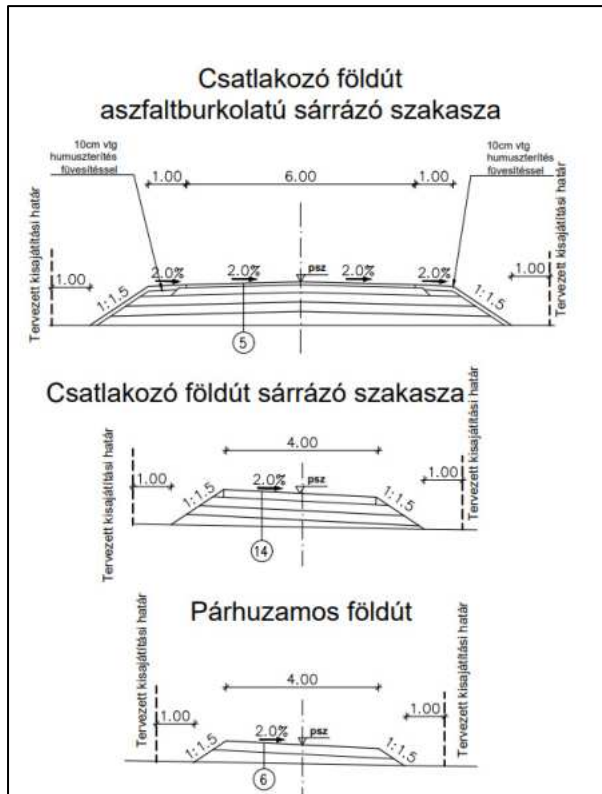 Csatlakozó földút
aszfaltburkolatú sárrázó szakasza
10cm vtg
humuszterítés
füvesítéssel
10cm vtg
humuszterítés
füvesítéssel
1.00
6.00
1.00
Tervezett kisajátítási határ
1.00
1:1.5
2.0%
2.0%
psz
2.0%
2.0%
1:1.5
1.00
Tervezett kisajátítási határ
5
Csatlakozó földút sárrázó szakasza
Tervezett kisajátítási határ
4.00
1.00
1:1.5
2.0%
psz
1:1.5
1.00
Tervezett kisajátítási határ
14
Párhuzamos földút
Tervezett kisajátítási határ
4.00
1.00
1:1.5
2.0%
psz
1:1.5
1.00
Tervezett kisajátítási határ
6